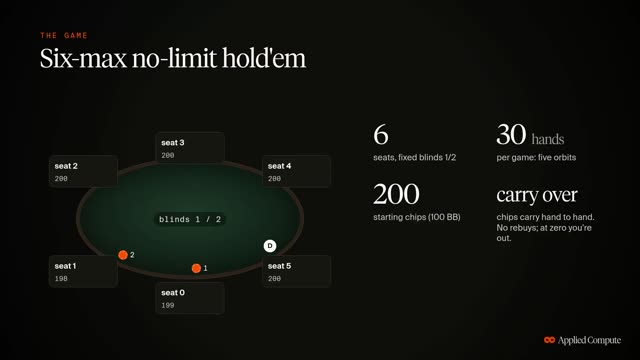 THE GAME
Six-max no-limit hold'em
seat 3
200
seat 2
200
seat 4
200
blinds 1 / 2
D
2
1
seat 1
198
seat 5
200
seat 0
199
6
seats, fixed blinds 1/2
30 hands
per game: five orbits
200
starting chips (100 BB)
carry over
chips carry hand to hand.
No rebuys; at zero you're
out.
Applied Compute